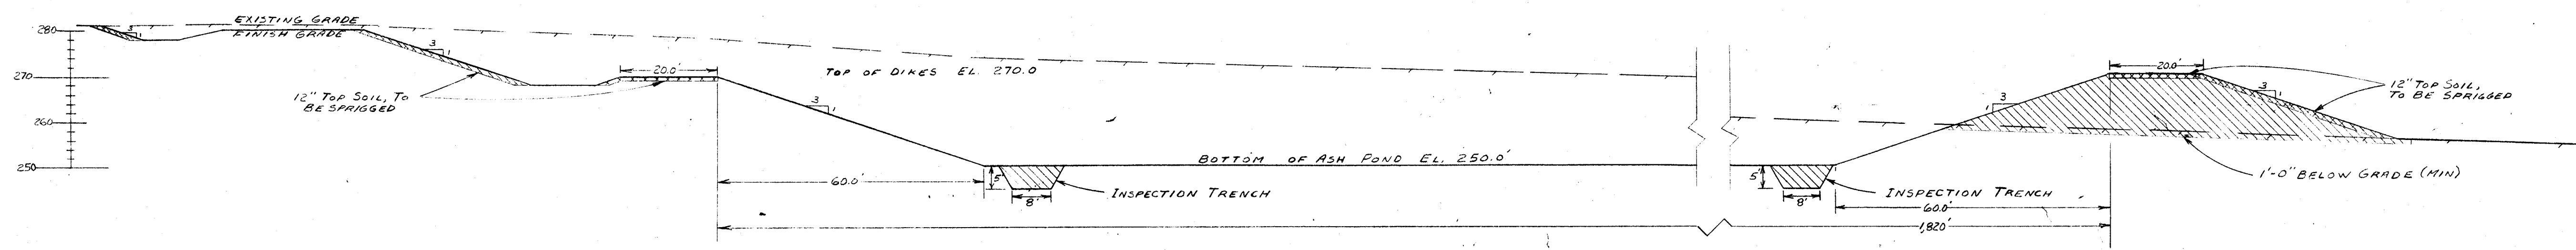 EXISTING GRADE
FINISH GRADE
280
270
260
250
3
1
3
1
20.0'
12" TOP SOIL, TO
BE SPRIGGED
TOP OF DIKES EL. 270.0
3
1
BOTTOM OF ASH POND EL. 250.0'
60.0'
5'
8'
INSPECTION TRENCH
5'
8'
INSPECTION TRENCH
60.0'
1,820'
3
1
20.0'
3
1
12" TOP SOIL,
TO BE SPRIGGED
1'-0" BELOW GRADE (MIN)